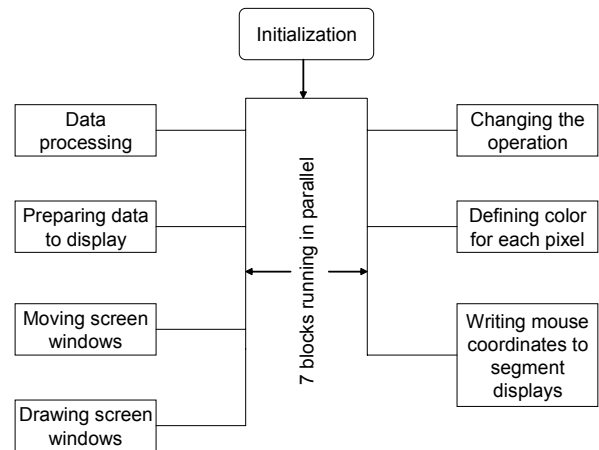 Initialization
Data
processing
Preparing data
to display
Moving screen
windows
Drawing screen
windows
7 blocks running in parallel
Changing the
operation
Defining color
for each pixel
Writing mouse
coordinates to
segment
displays